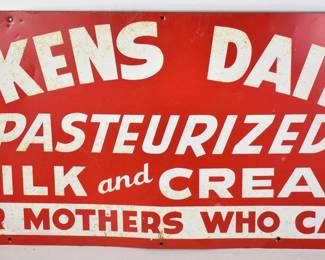 KENS DAI
PASTEURIZED
ILK and CREA
R MOTHERS WHO CA